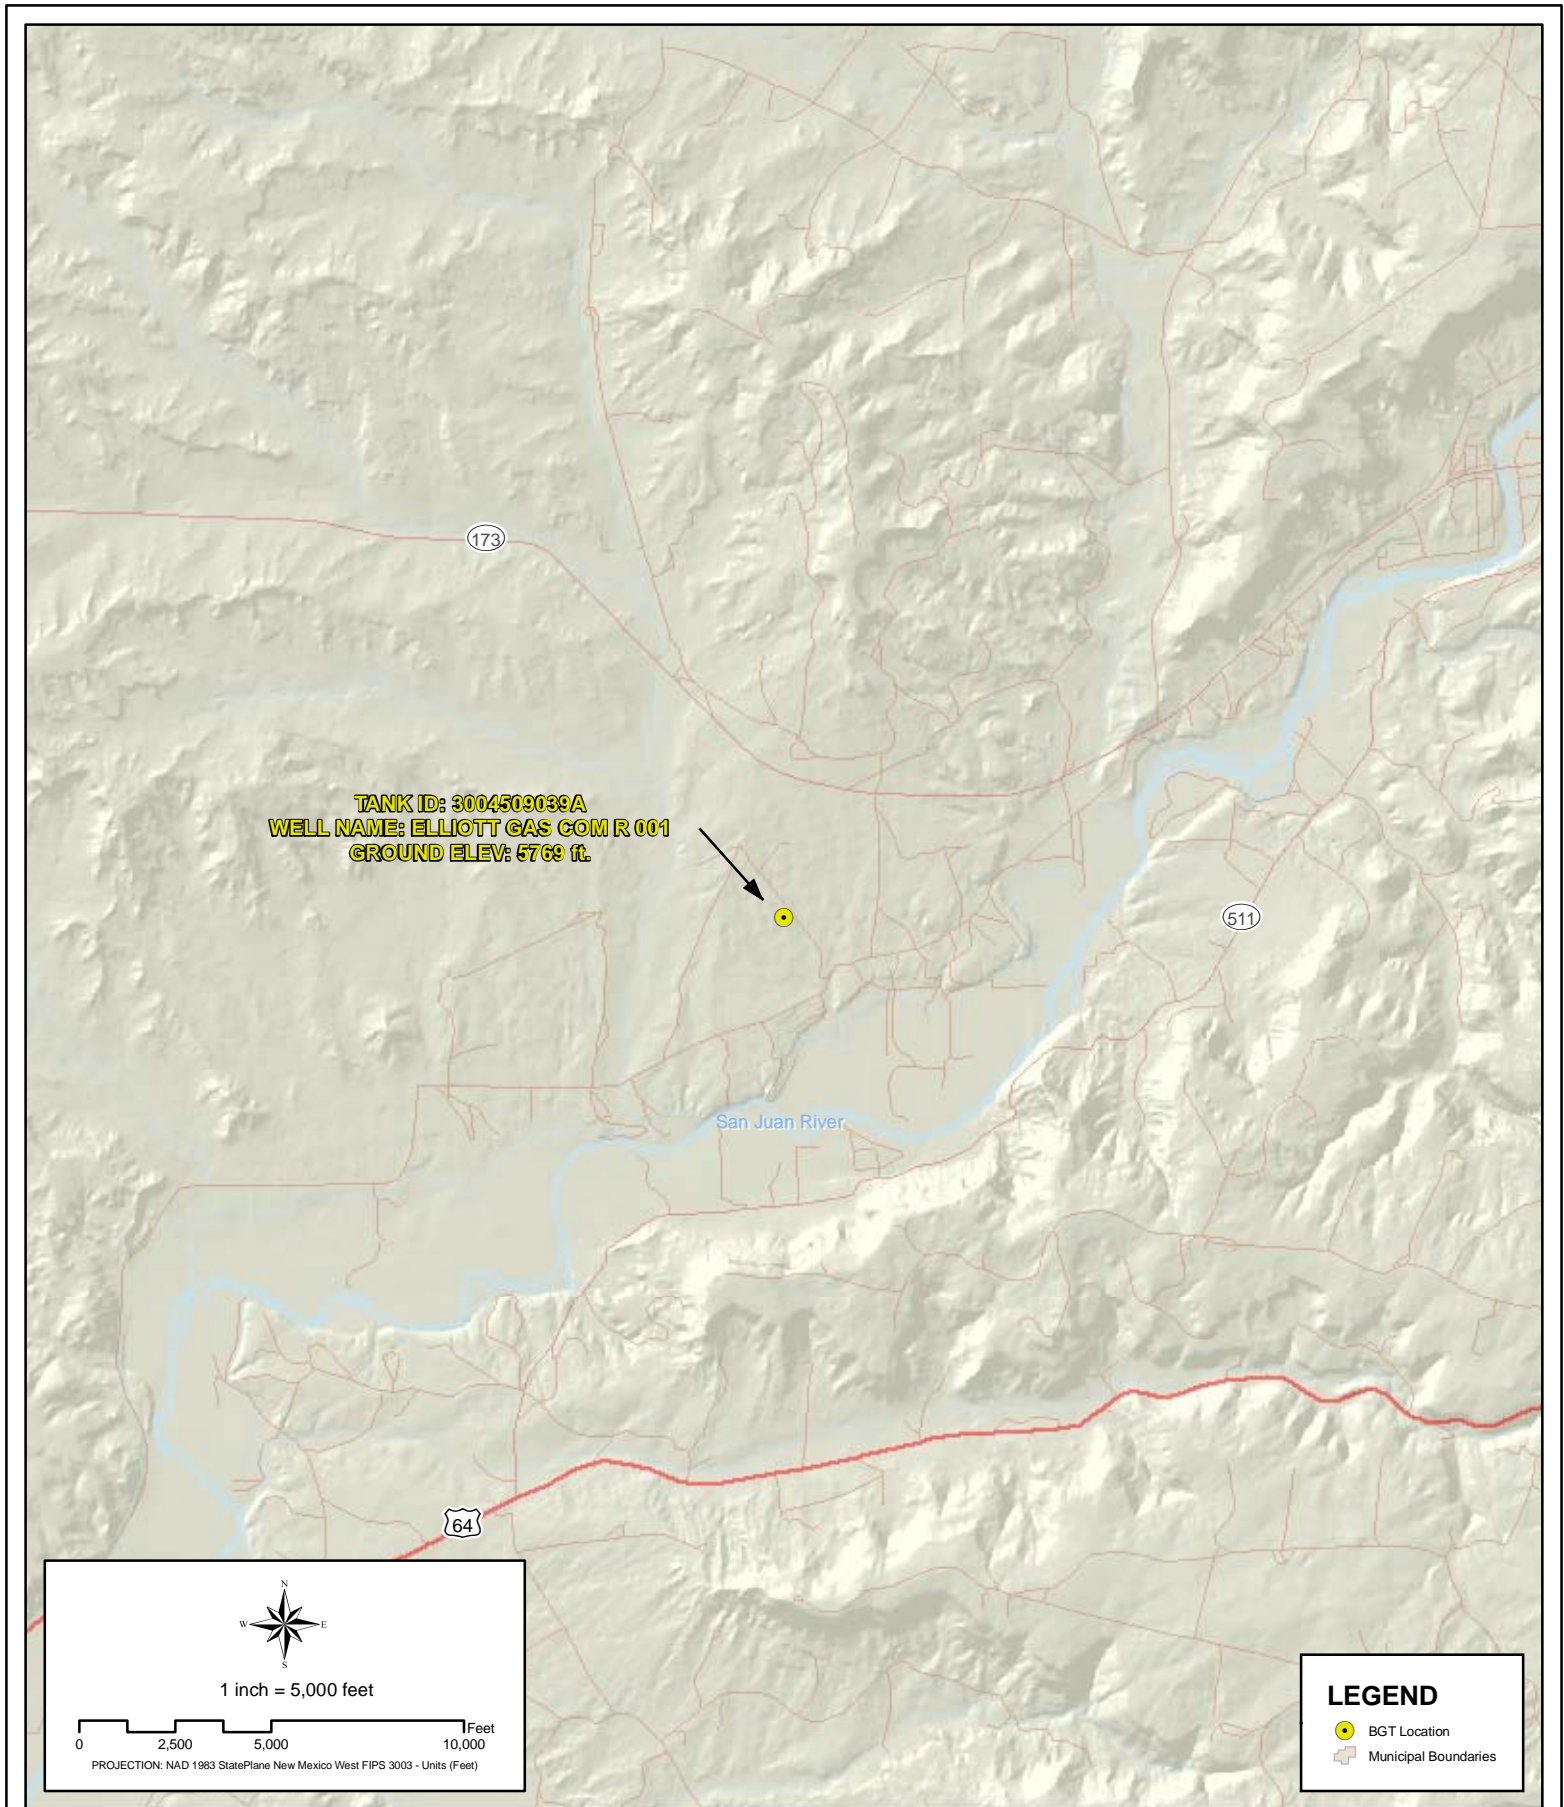 173
TANK ID: 3004509039A
WELL NAME: ELLIOTT GAS COM R 001
GROUND ELEV: 5769 ft.
511
San Juan River
64
N
W E
S
1 inch = 5,000 feet
Feet
0 2,500 5,000 10,000
PROJECTION: NAD 1983 StatePlane New Mexico West FIPS 3003 - Units (Feet)
LEGEND
BGT Location
Municipal Boundaries